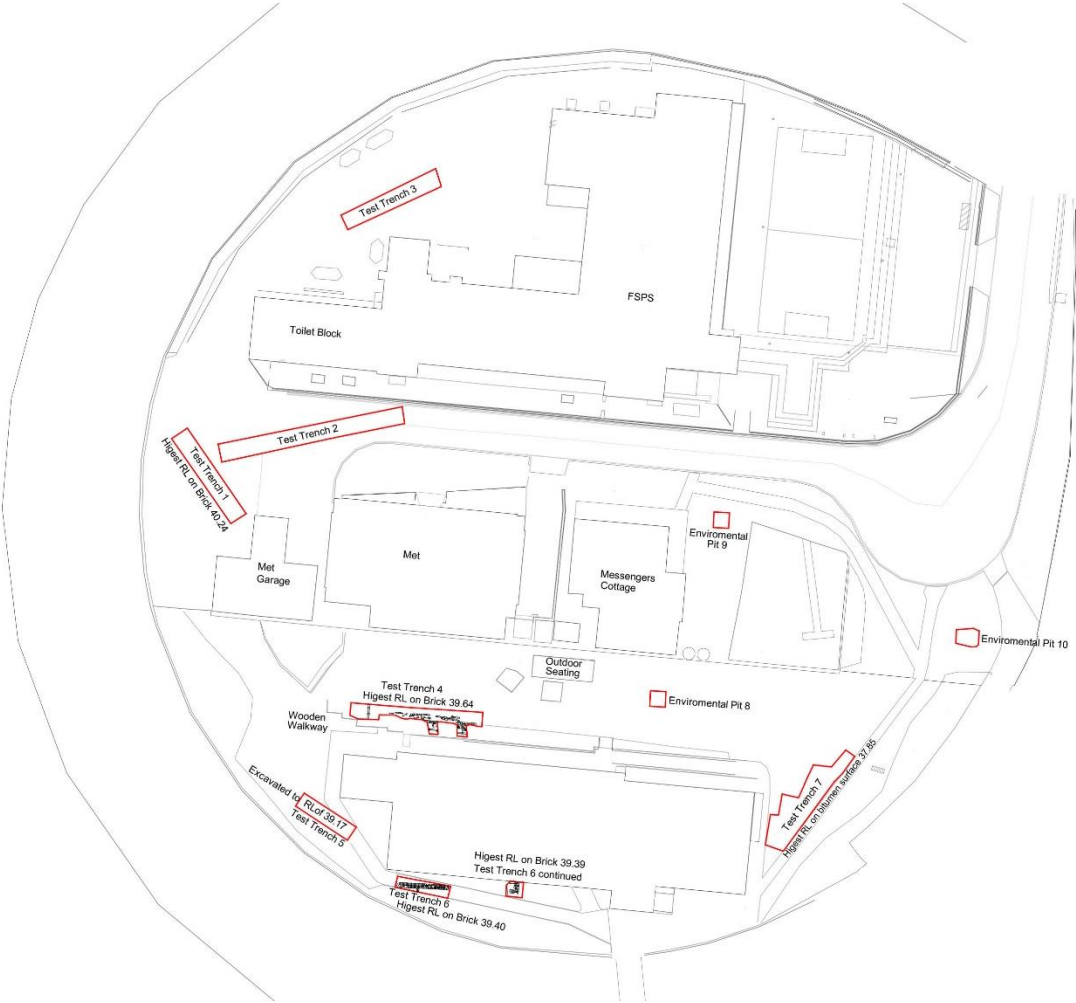 Test Trench 3
FSPS
Toilet Block
Test Trench 2
Test Trench 1
Higest RL on Brick 40.24
Enviromental
Pit 9
Met
Met
Garage
Messengers
Cottage
Enviromental Pit 10
Outdoor
Seating
Test Trench 4
Higest RL on Brick 39.64
Enviromental Pit 8
Wooden
Walkway
Excavated to
RLof 39.17
Test Trench 5
Test Trench 7
Higest RL on bitumen surface 37.85
Higest RL on Brick 39.39
Test Trench 6 continued
Test Trench 6
Higest RL on Brick 39.40